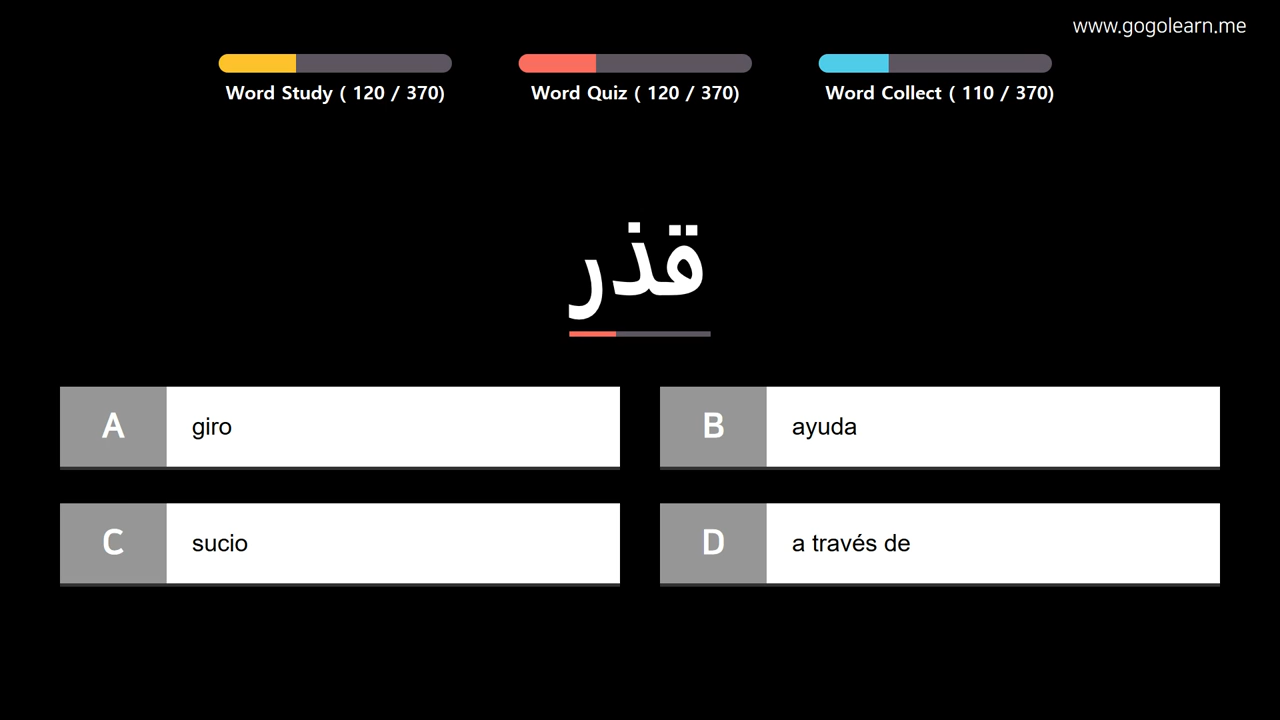 www.gogolearn.me
Word Study ( 120 / 370)
Word Quiz ( 120 / 370)
Word Collect ( 110 / 370)
قذر
A giro
B ayuda
C sucio
D a través de